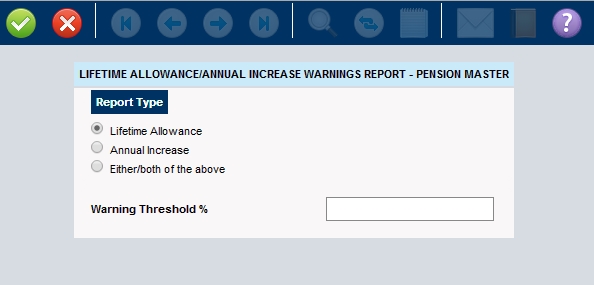 ?
LIFETIME ALLOWANCE/ANNUAL INCREASE WARNINGS REPORT - PENSION MASTER
Report Type
Lifetime Allowance
Annual Increase
Either/both of the above
Warning Threshold %